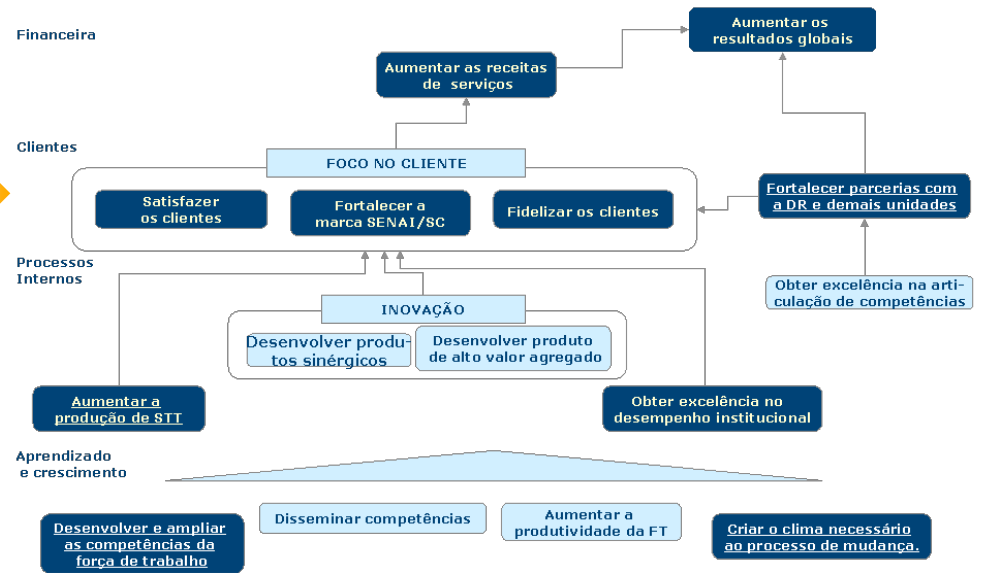 Financeira
Aumentar os
resultados globais
Aumentar as receitas
de serviços
Clientes
FOCO NO CLIENTE
Satisfazer
os clientes
Fortalecer a
marca SENAI/SC
Fidelizar os clientes
Fortalecer parcerias com
a DR e demais unidades
Processos
Internos
Obter excelência na arti-
culação de competências
INOVAÇÃO
Desenvolver produ-
tos sinérgicos
Desenvolver produto
de alto valor agregado
Aumentar a
produção de STT
Obter excelência no
desempenho institucional
Aprendizado
e crescimento
Desenvolver e ampliar
as competências da
força de trabalho
Disseminar competências
Aumentar a
produtividade da FT
Criar o clima necessário
ao processo de mudança.